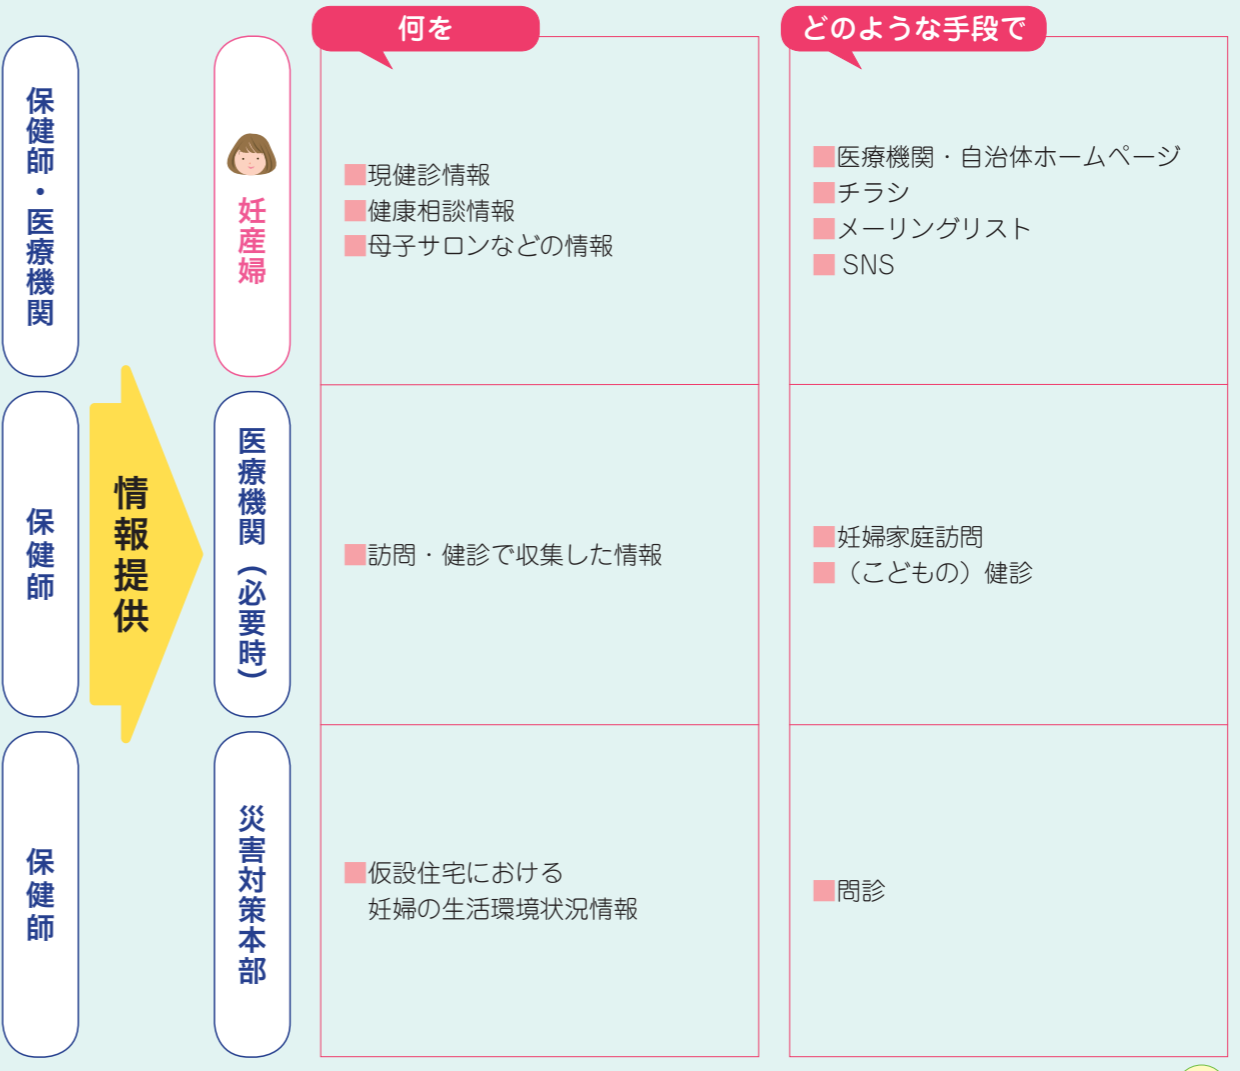 何を
どのような手段で
保健師・医療機関
妊産婦
■現健診情報
■健康相談情報
■母子サロンなどの情報
■医療機関・自治体ホームページ
■チラシ
■メーリングリスト
■ SNS
情報提供
保健師
医療機関（必要時）
■訪問・健診で収集した情報
■妊婦家庭訪問
■（こどもの）健診
保健師
災害対策本部
■仮設住宅における
妊婦の生活環境状況情報
■問診